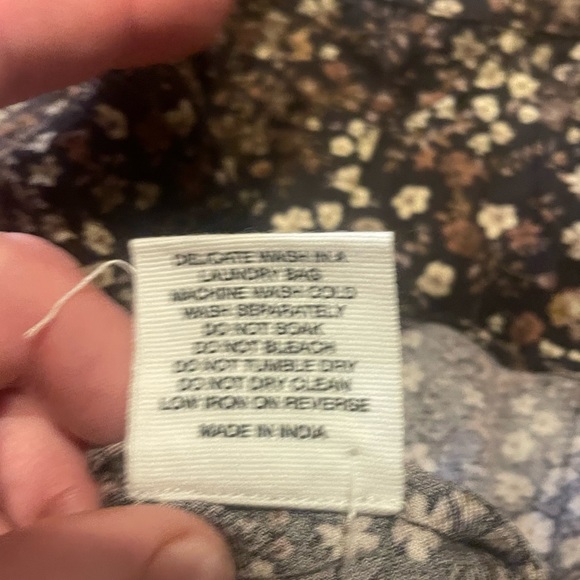 DELICATE WASH IN A
LAUNDRY BAG
MACHINE WASH COLD
WASH SEPARATELY
DO NOT SOAK
DO NOT BLEACH
DO NOT TUMBLE DRY
DO NOT DRY CLEAN
LOW IRON ON REVERSE
MADE IN INDIA